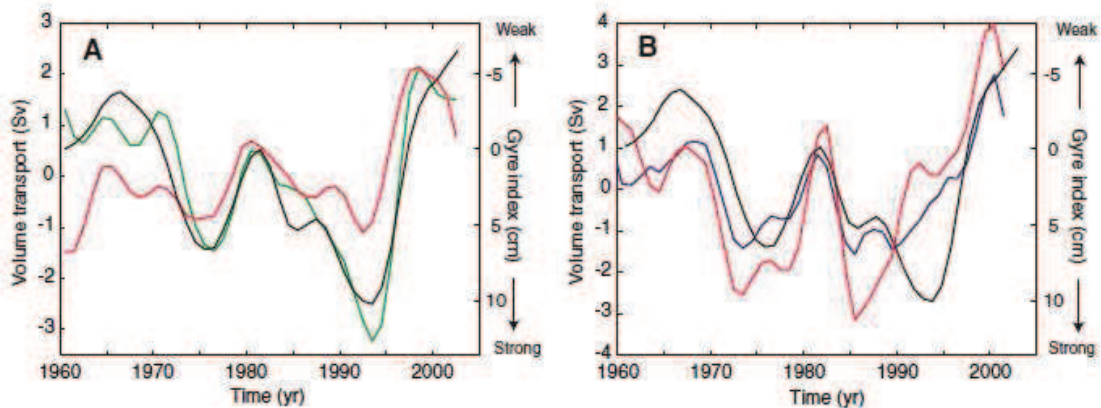 A
Volume transport (Sv)
3
2
1
0
-1
-2
-3
1960
1970
1980
1990
2000
Time (yr)
Weak
-5
0
5
10
Strong
Gyre index (cm)
B
Volume transport (Sv)
4
3
2
1
0
-1
-2
-3
-4
1960
1970
1980
1990
2000
Time (yr)
Weak
-5
0
5
10
Strong
Gyre index (cm)